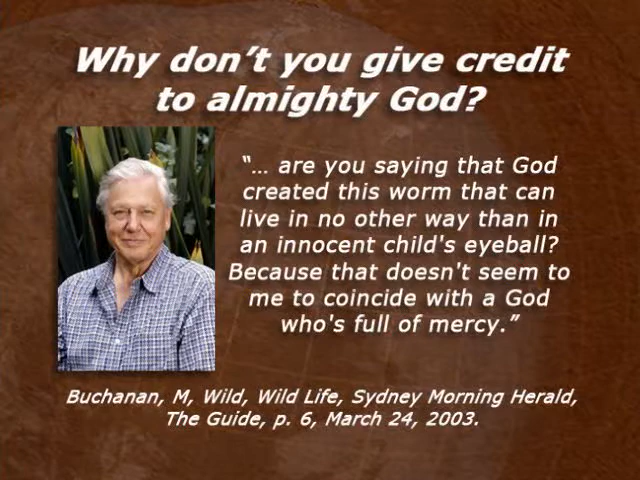 Why don’t you give credit
to almighty God?
“... are you saying that God
created this worm that can
live in no other way than in
an innocent child's eyeball?
Because that doesn't seem to
me to coincide with a God
who's full of mercy.”
Buchanan, M, Wild, Wild Life, Sydney Morning Herald,
The Guide, p. 6, March 24, 2003.